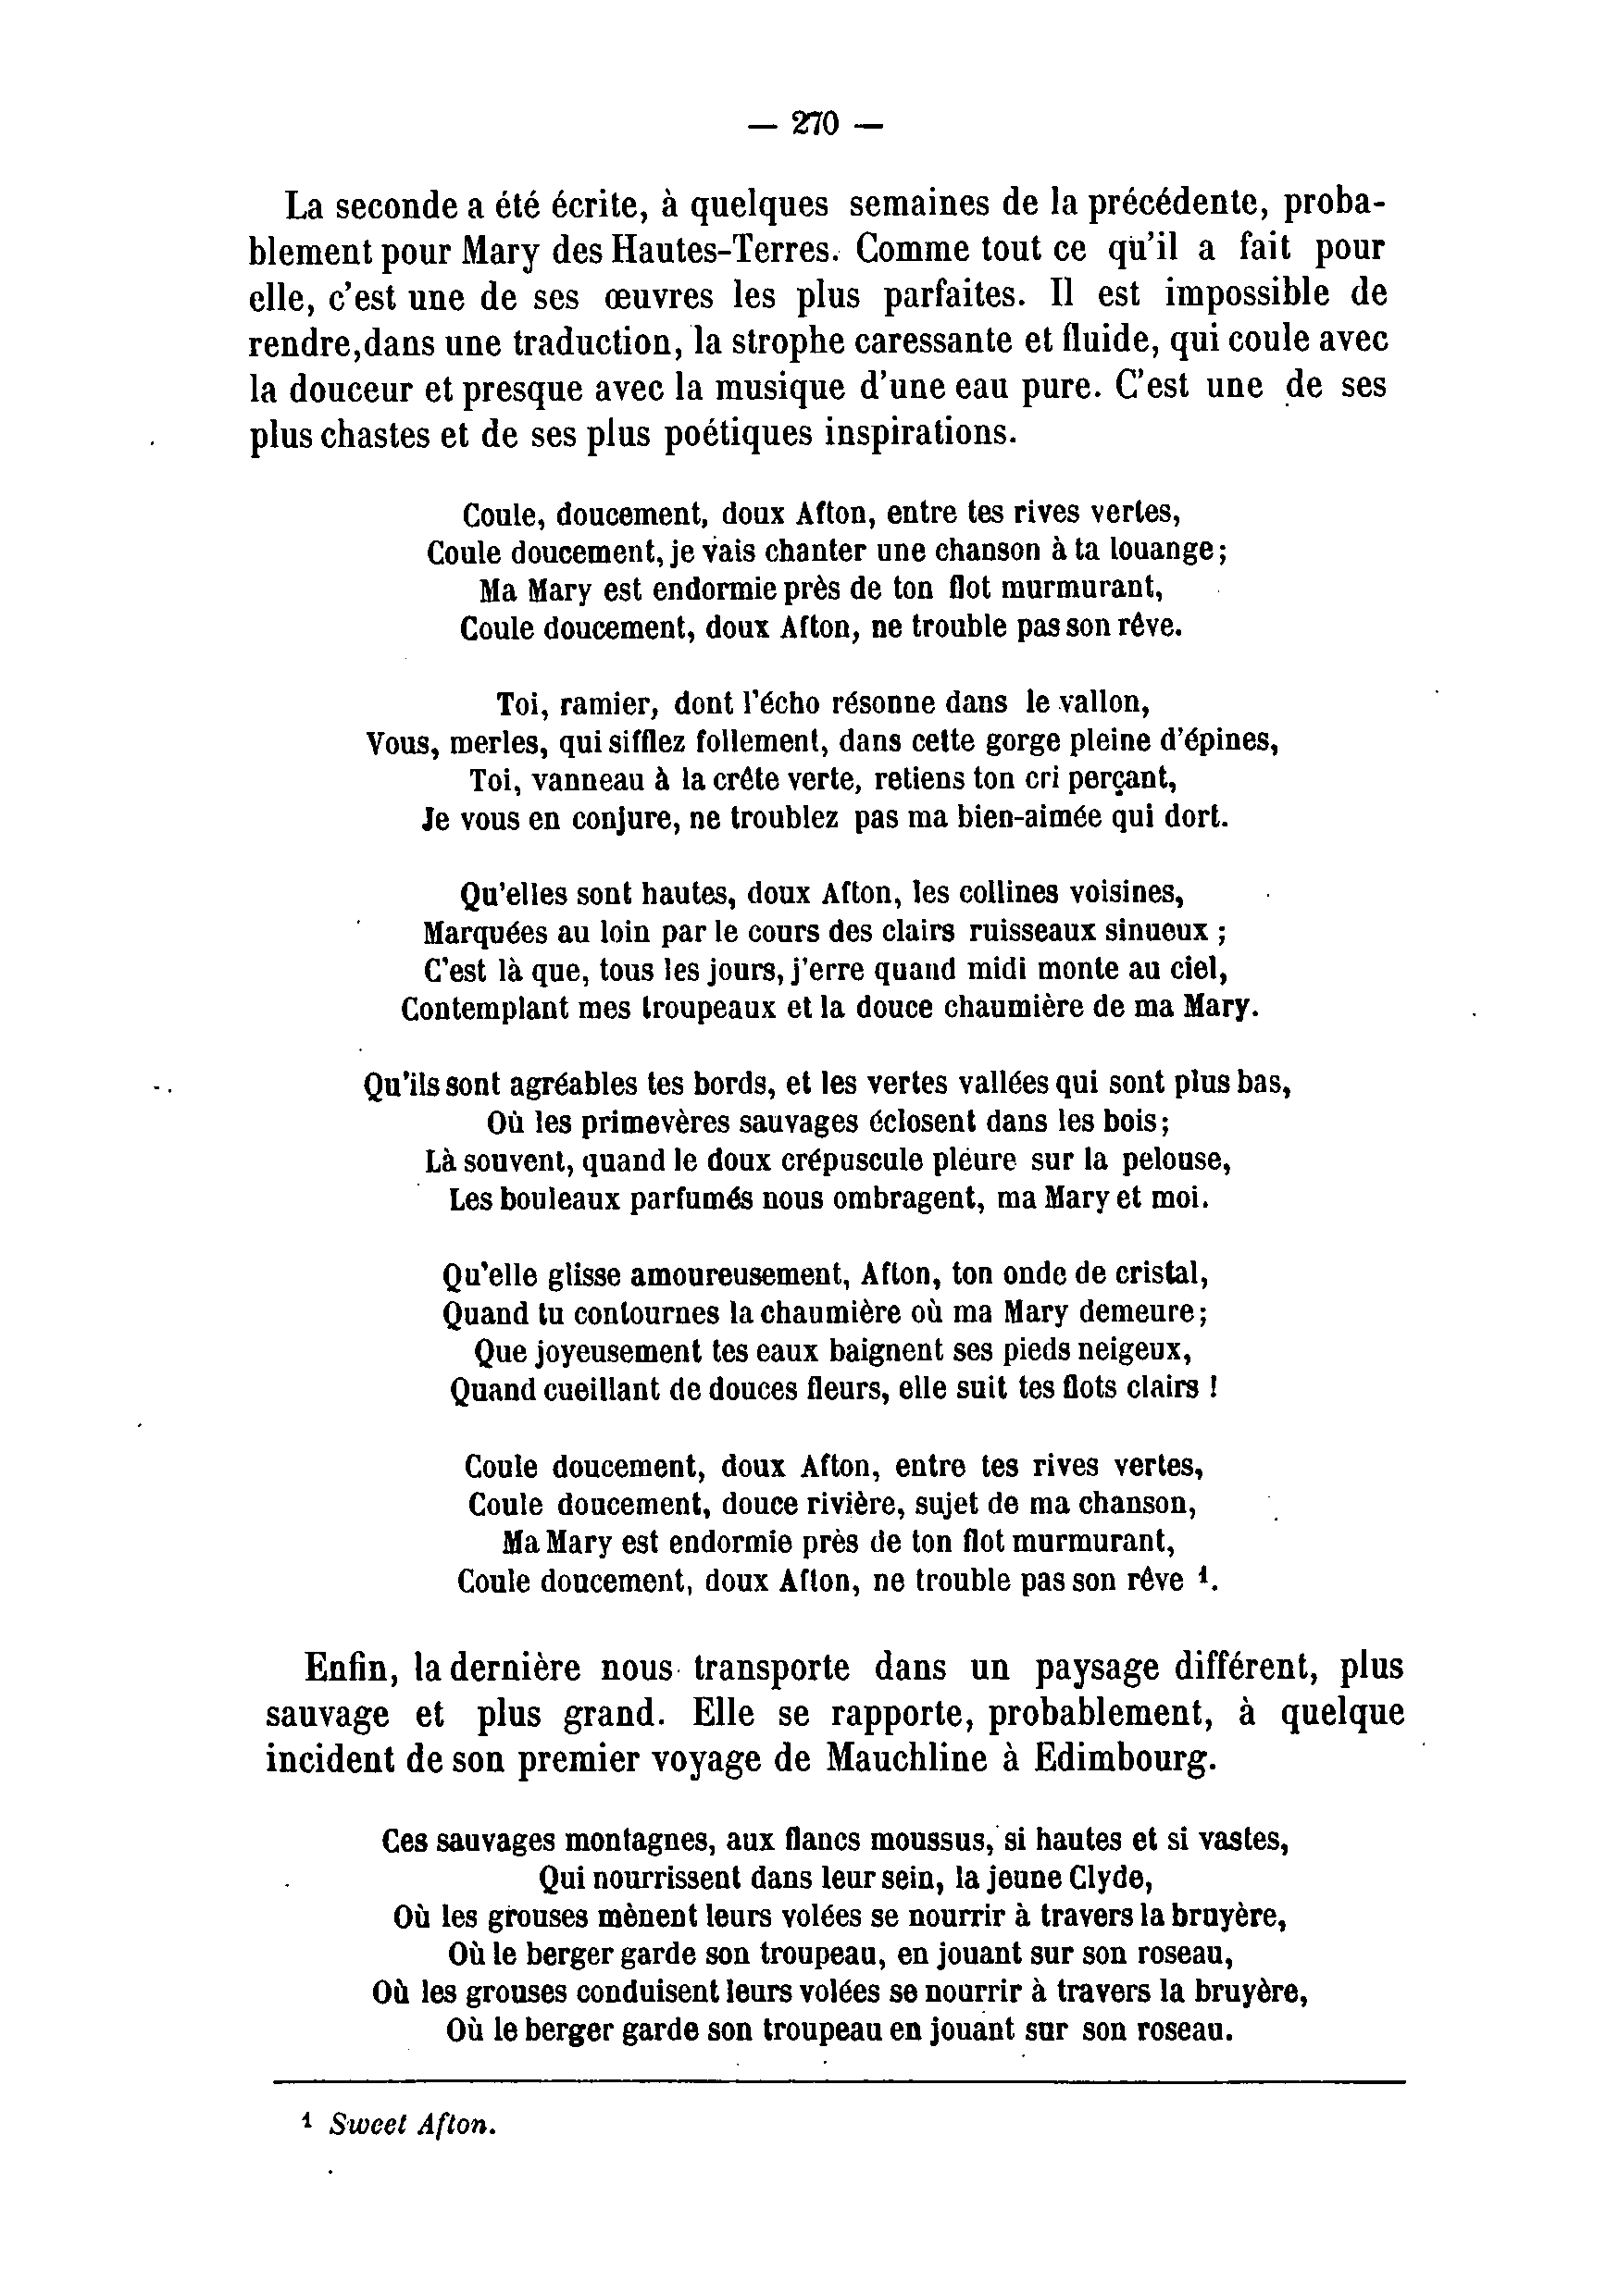 — 270 —
La seconde a été écrite, à quelques semaines de la précédente, proba-
blement pour Mary des Hautes-Terres. Comme tout ce qu'il a fait pour
elle, c'est une de ses œuvres les plus parfaites. Il est impossible de
rendre, dans une traduction, la strophe caressante et fluide, qui coule avec
la douceur et presque avec la musique d'une eau pure. C'est une de ses
plus chastes et de ses plus poétiques inspirations.
Coule, doucement, doux Afton, entre tes rives vertes,
Coule doucement, je vais chanter une chanson à ta louange;
Ma Mary est endormie près de ton flot murmurant,
Coule doucement, doux Afton, ne trouble pas son rêve.
Toi, ramier, dont l'écho résonne dans le vallon,
Vous, merles, qui sifflez follement, dans cette gorge pleine d'épines,
Toi, vanneau à la crête verte, retiens ton cri perçant,
Je vous en conjure, ne troublez pas ma bien-aimée qui dort.
Qu'elles sont hautes, doux Afton, les collines voisines,
Marquées au loin par le cours des clairs ruisseaux sinueux ;
C'est là que, tous les jours, j'erre quand midi monte au ciel,
Contemplant mes troupeaux et la douce chaumière de ma Mary.
Qu'ils sont agréables tes bords, et les vertes vallées qui sont plus bas,
Où les primevères sauvages éclosent dans les bois;
Là souvent, quand le doux crépuscule pleure sur la pelouse,
Les bouleaux parfumés nous ombragent, ma Mary et moi.
Qu'elle glisse amoureusement, Afton, ton onde de cristal,
Quand tu contournes la chaumière où ma Mary demeure;
Que joyeusement tes eaux baignent ses pieds neigeux,
Quand cueillant de douces fleurs, elle suit tes flots clairs !
Coule doucement, doux Afton, entre tes rives vertes,
Coule doucement, douce rivière, sujet de ma chanson,
Ma Mary est endormie près de ton flot murmurant,
Coule doucement, doux Afton, ne trouble pas son rêve 1.
Enfin, la dernière nous transporte dans un paysage différent, plus
sauvage et plus grand. Elle se rapporte, probablement, à quelque
incident de son premier voyage de Mauchline à Edimbourg.
Ces sauvages montagnes, aux flancs moussus, si hautes et si vastes,
Qui nourrissent dans leur sein, la jeune Clyde,
Où les grouses mènent leurs volées se nourrir à travers la bruyère,
Où le berger garde son troupeau, en jouant sur son roseau,
Où les grouses conduisent leurs volées se nourrir à travers la bruyère,
Où le berger garde son troupeau en jouant sur son roseau.
1 Sweet Afton.